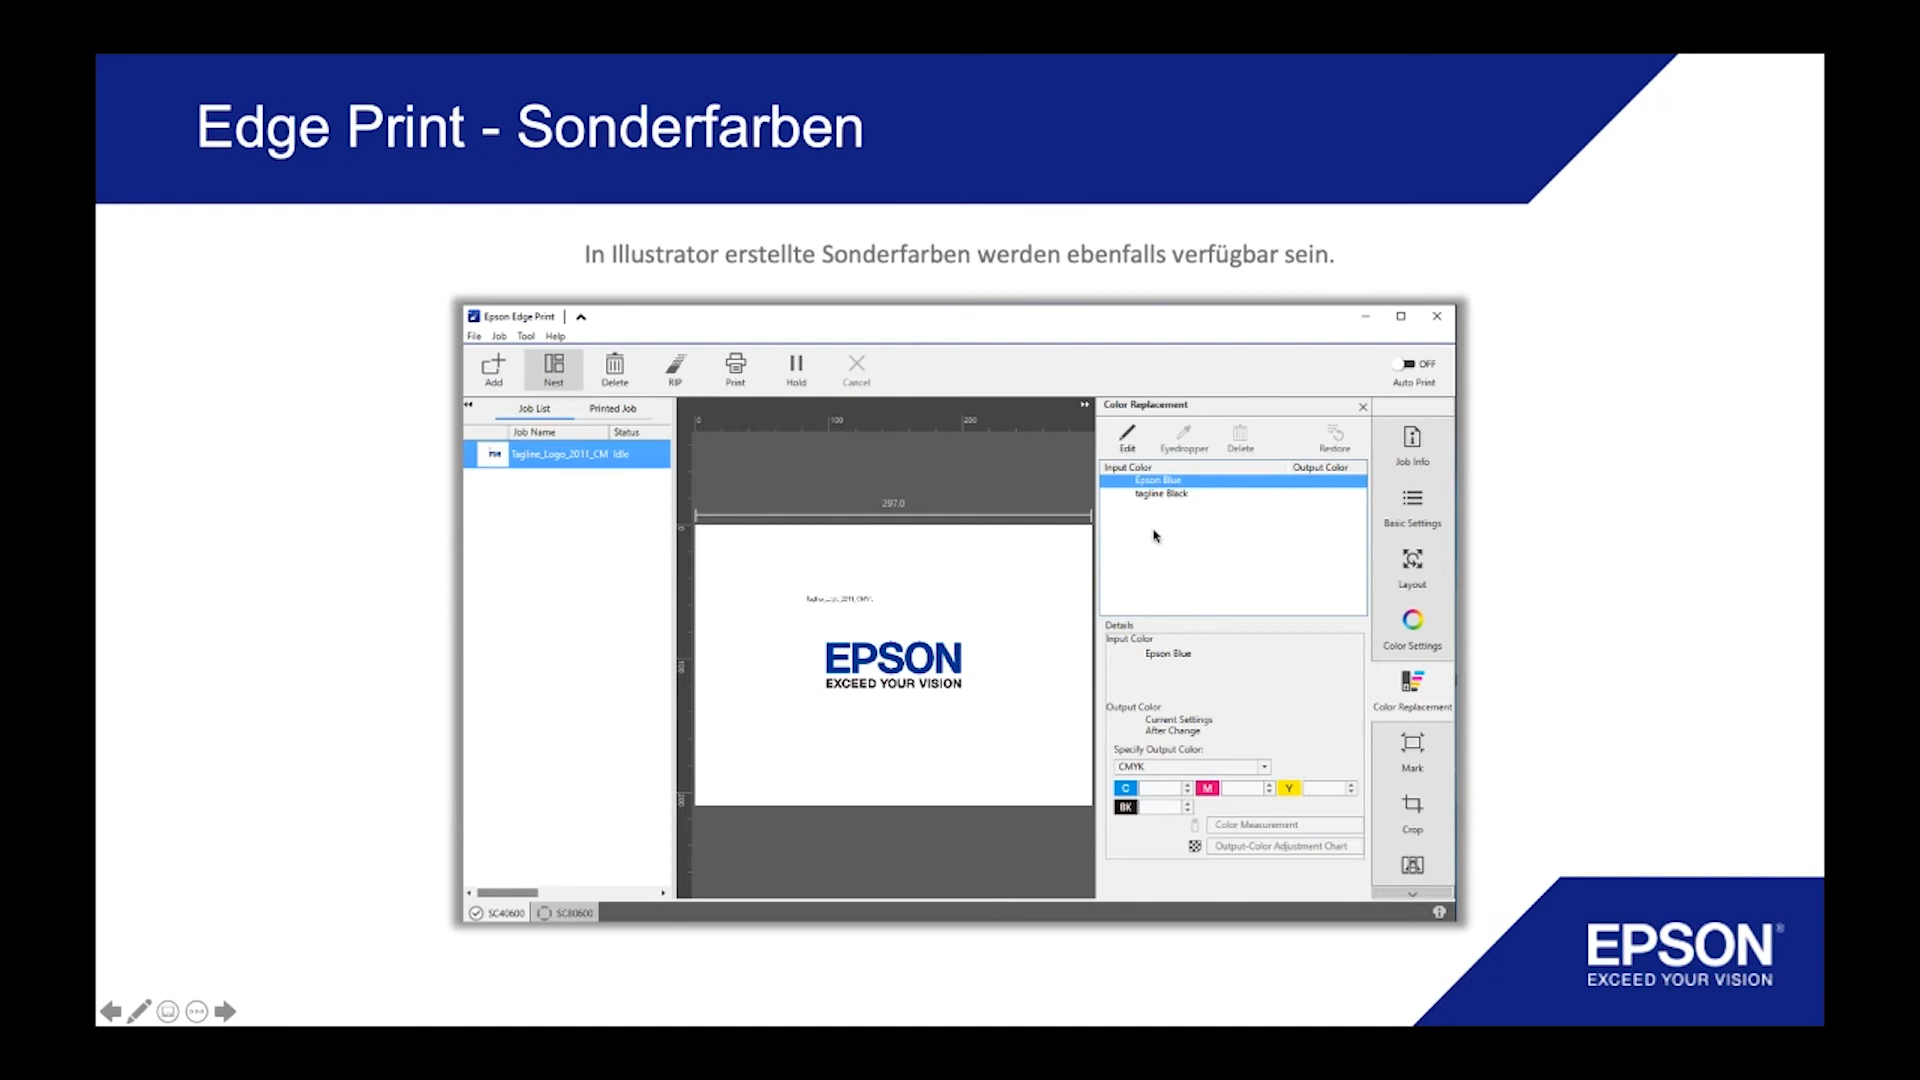 Edge Print - Sonderfarben
In Illustrator erstellte Sonderfarben werden ebenfalls verfügbar sein.
Epson Edge Print
File Job Tool Help
Add Nest Delete RIP Print Hold Cancel
OFF
Auto Print
Job List Printed Job
Job Name Status
Tagline_Logo_2011_CM Idle
0 100 200
297.0
0
100
200
Tagline_Logo_2011_CMYK
EPSON
EXCEED YOUR VISION
Color Replacement
Edit Eyedropper Delete Restore
Input Color Output Color
Epson Blue
tagline Black
Details
Input Color
Epson Blue
Output Color
Current Settings
After Change
Specify Output Color:
CMYK
C M Y
BK
Color Measurement
Output-Color Adjustment Chart
Job Info
Basic Settings
Layout
Color Settings
Color Replacement
Mark
Crop
SC40600 SC80600
EPSON®
EXCEED YOUR VISION